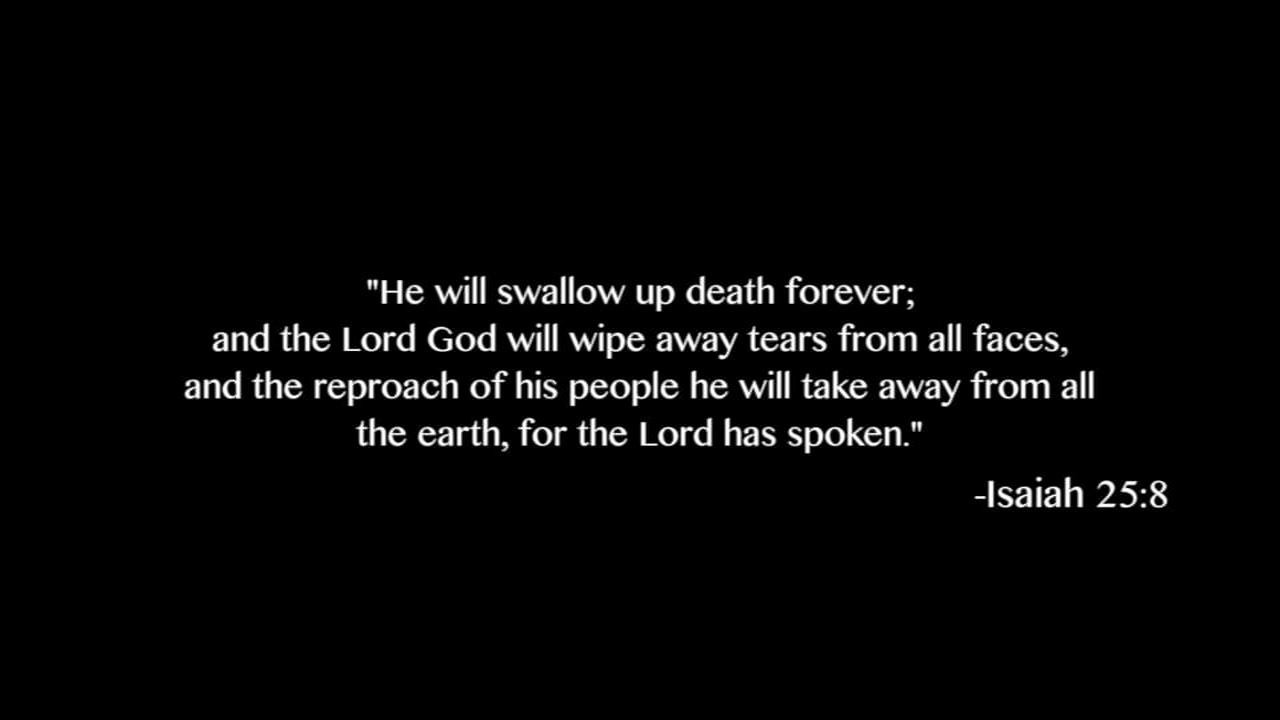 "He will swallow up death forever;
and the Lord God will wipe away tears from all faces,
and the reproach of his people he will take away from all
the earth, for the Lord has spoken."
-Isaiah 25:8